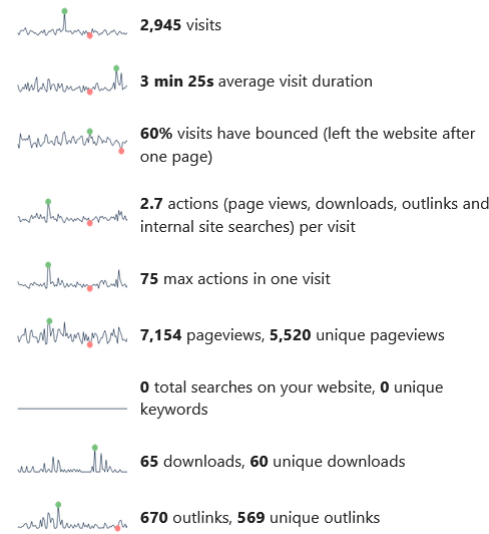 2,945 visits
3 min 25s average visit duration
60% visits have bounced (left the website after
one page)
2.7 actions (page views, downloads, outlinks and
internal site searches) per visit
75 max actions in one visit
7,154 pageviews, 5,520 unique pageviews
0 total searches on your website, 0 unique
keywords
65 downloads, 60 unique downloads
670 outlinks, 569 unique outlinks